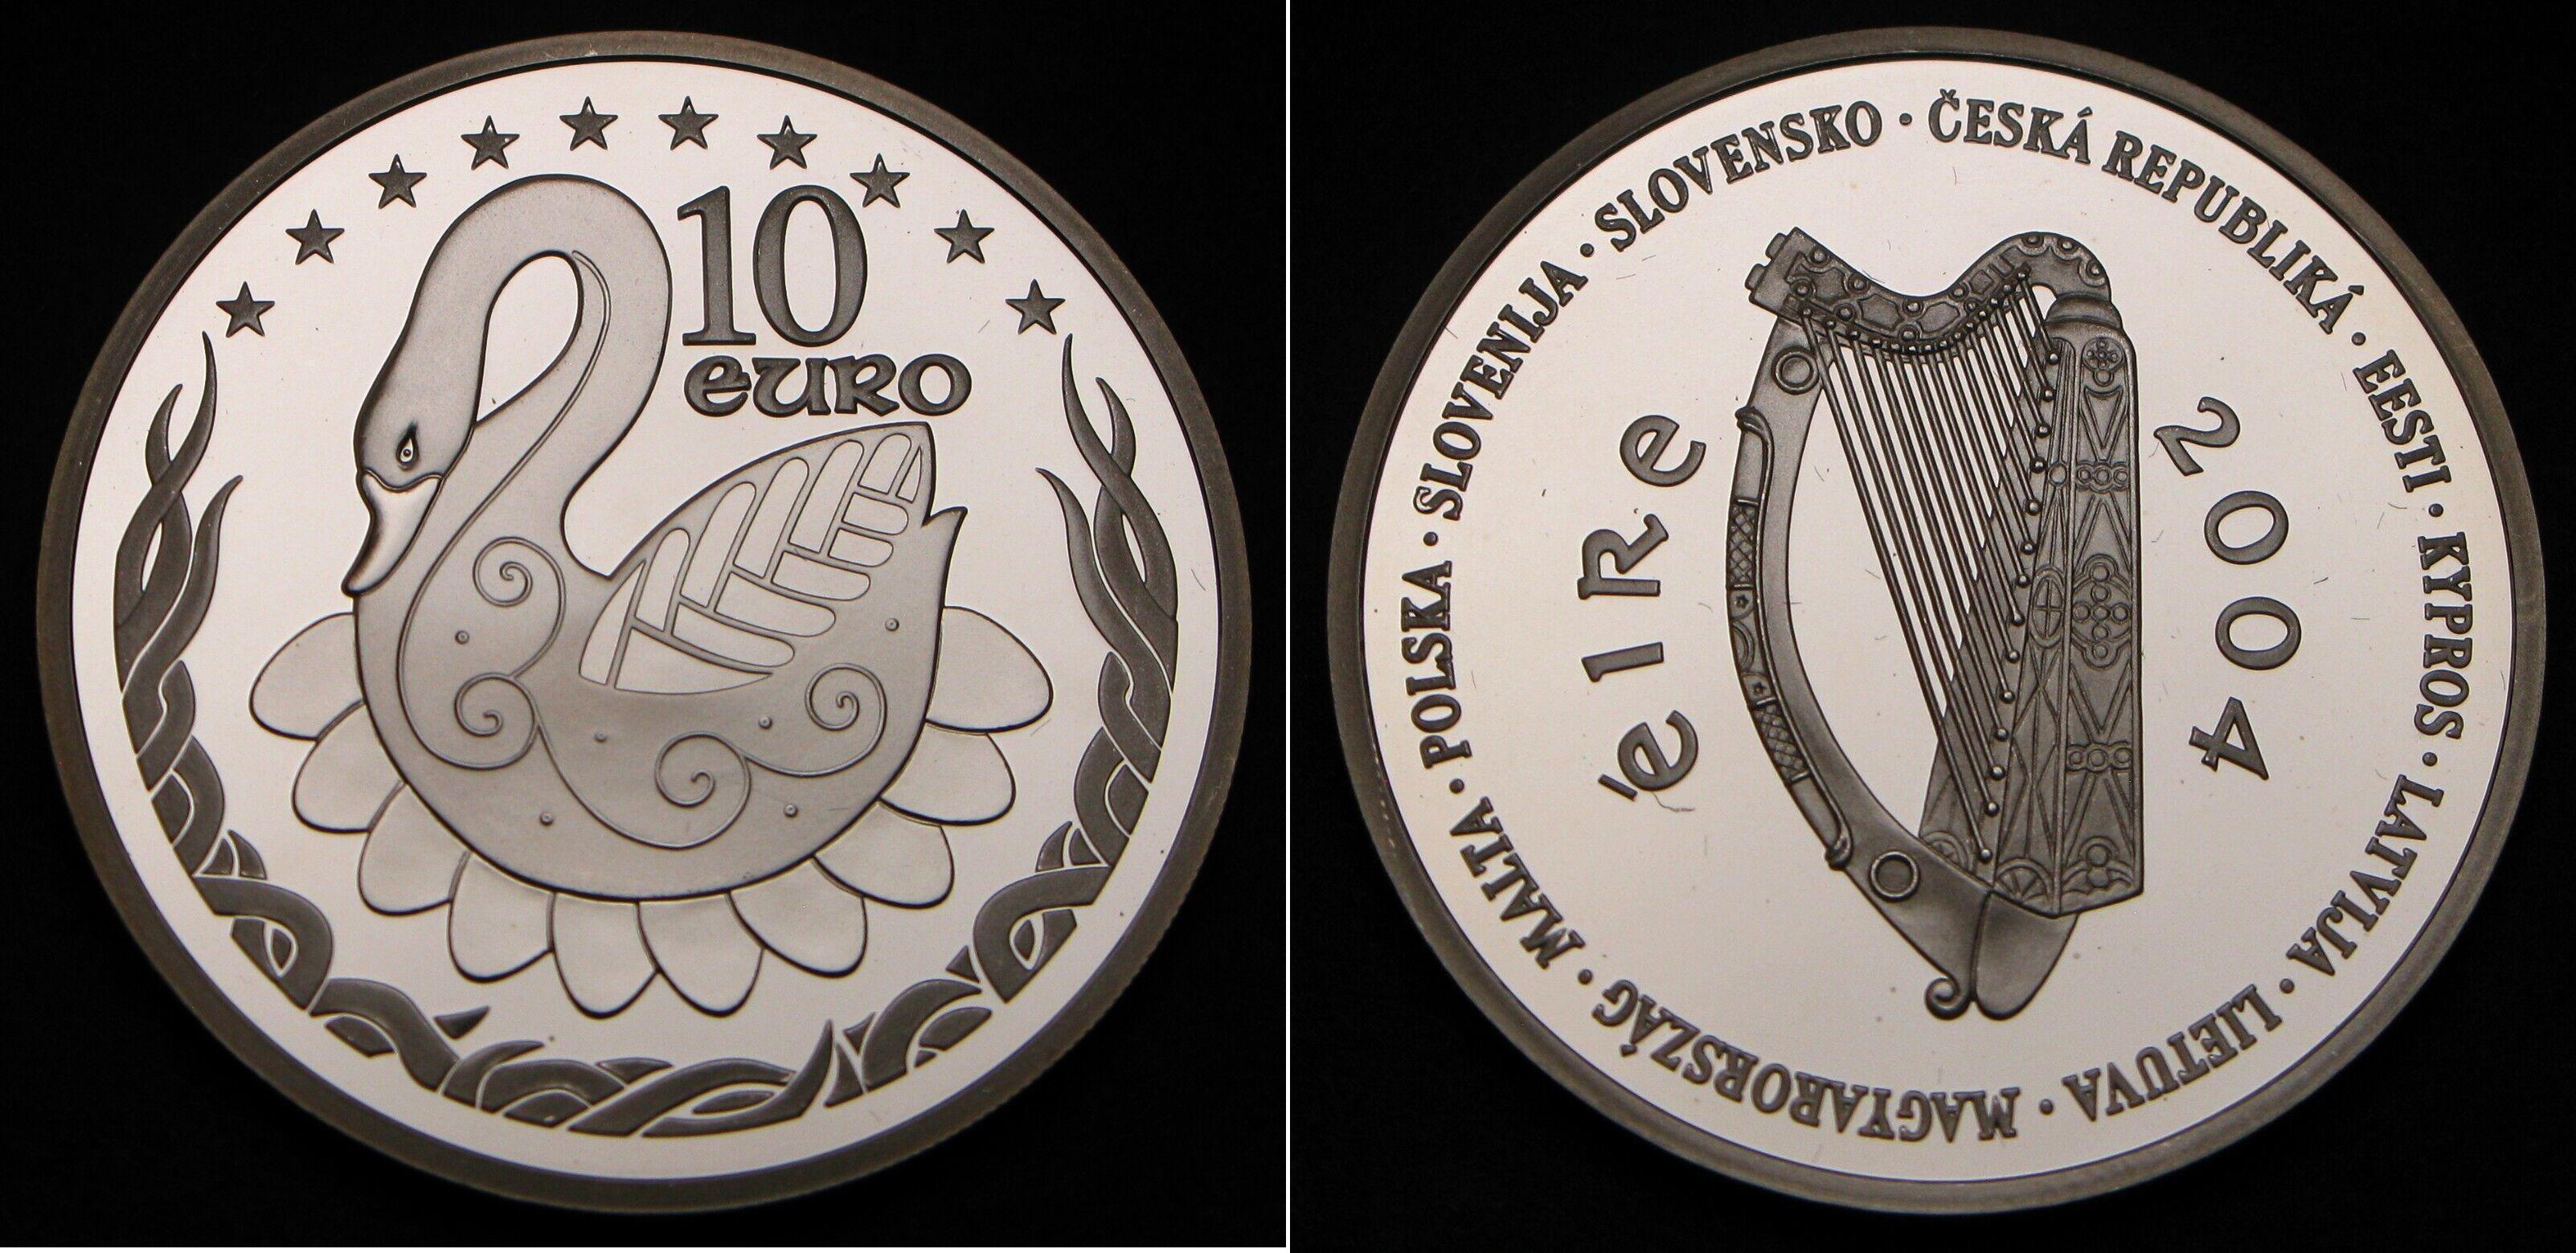 10
euro
SLOVENSKO · ČESKÁ REPUBLIKÁ · EESTI · KYPROS · LATVIJA · LIETUVA · MAGYARORSZÁG · MALTA · POLSKA · SLOVENIJA ·
éIRe
2004